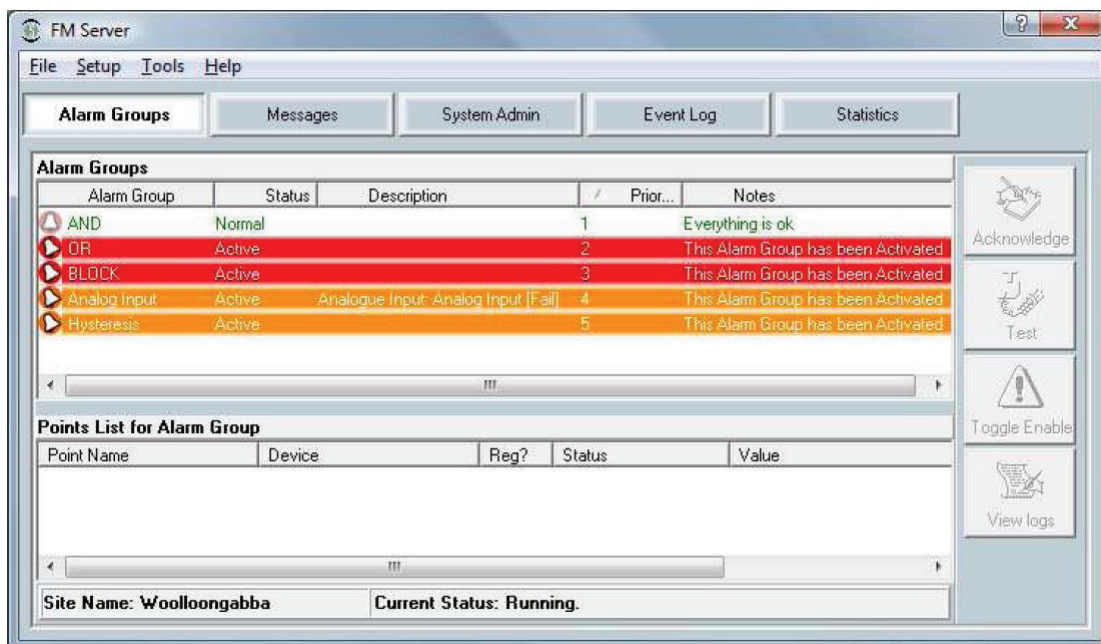 FM Server
File Setup Tools Help
Alarm Groups Messages System Admin Event Log Statistics
Alarm Groups
Alarm Group Status Description Prior... Notes
AND Normal 1 Everything is ok
OR Active 2 This Alarm Group has been Activated
BLOCK Active 3 This Alarm Group has been Activated
Analog Input Active Analogue Input: Analog Input [Fail] 4 This Alarm Group has been Activated
Hysteresis Active 5 This Alarm Group has been Activated
Acknowledge
Test
Toggle Enable
View logs
Points List for Alarm Group
Point Name Device Reg? Status Value
Site Name: Woolloongabba Current Status: Running.